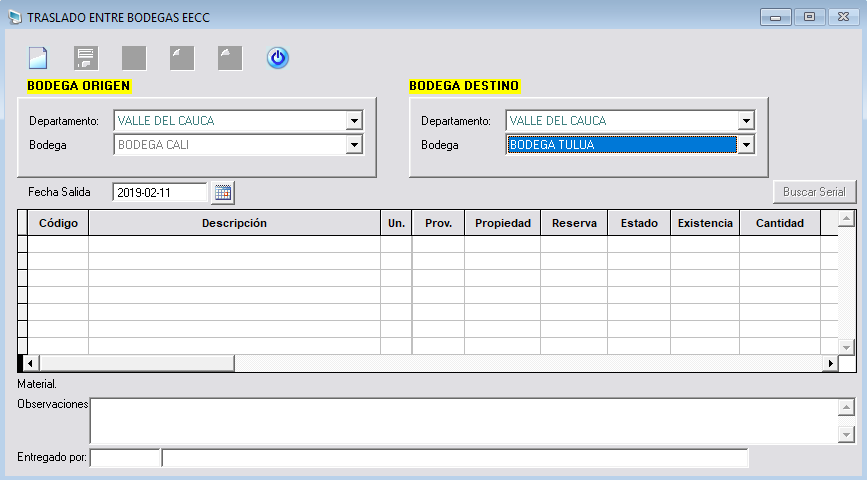 TRASLADO ENTRE BODEGAS EECC
BODEGA ORIGEN
BODEGA DESTINO
Departamento: VALLE DEL CAUCA
Departamento: VALLE DEL CAUCA
Bodega BODEGA CALI
Bodega BODEGA TULUA
Fecha Salida 2019-02-11
Buscar Serial
Código Descripción Un. Prov. Propiedad Reserva Estado Existencia Cantidad
Material.
Observaciones
Entregado por: